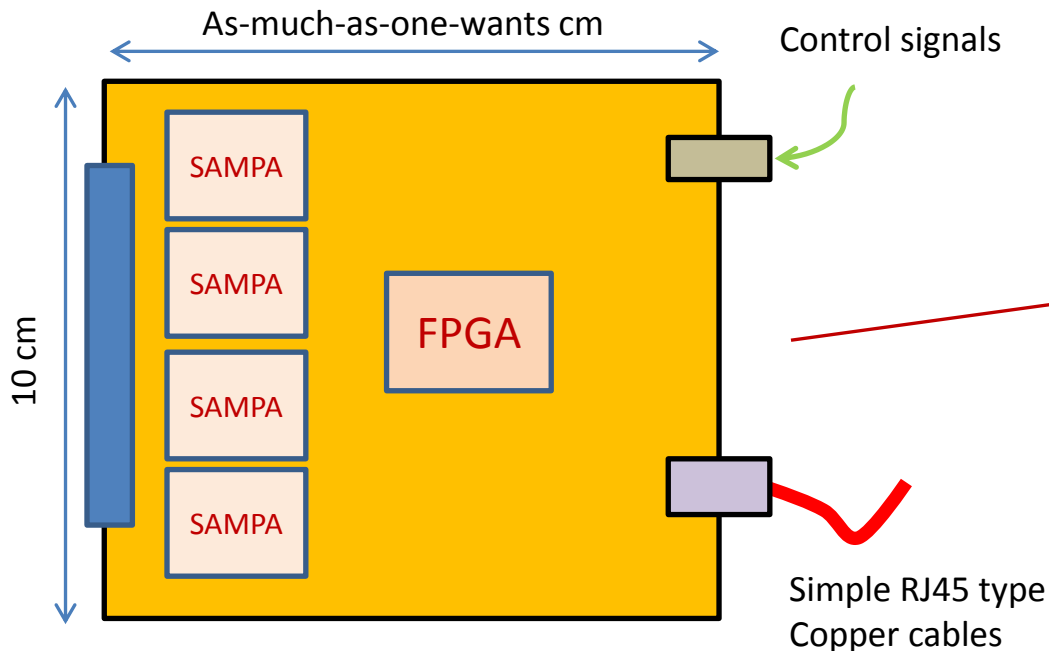 As-much-as-one-wants cm
Control signals
10 cm
SAMPA
SAMPA
FPGA
SAMPA
SAMPA
Simple RJ45 type
Copper cables